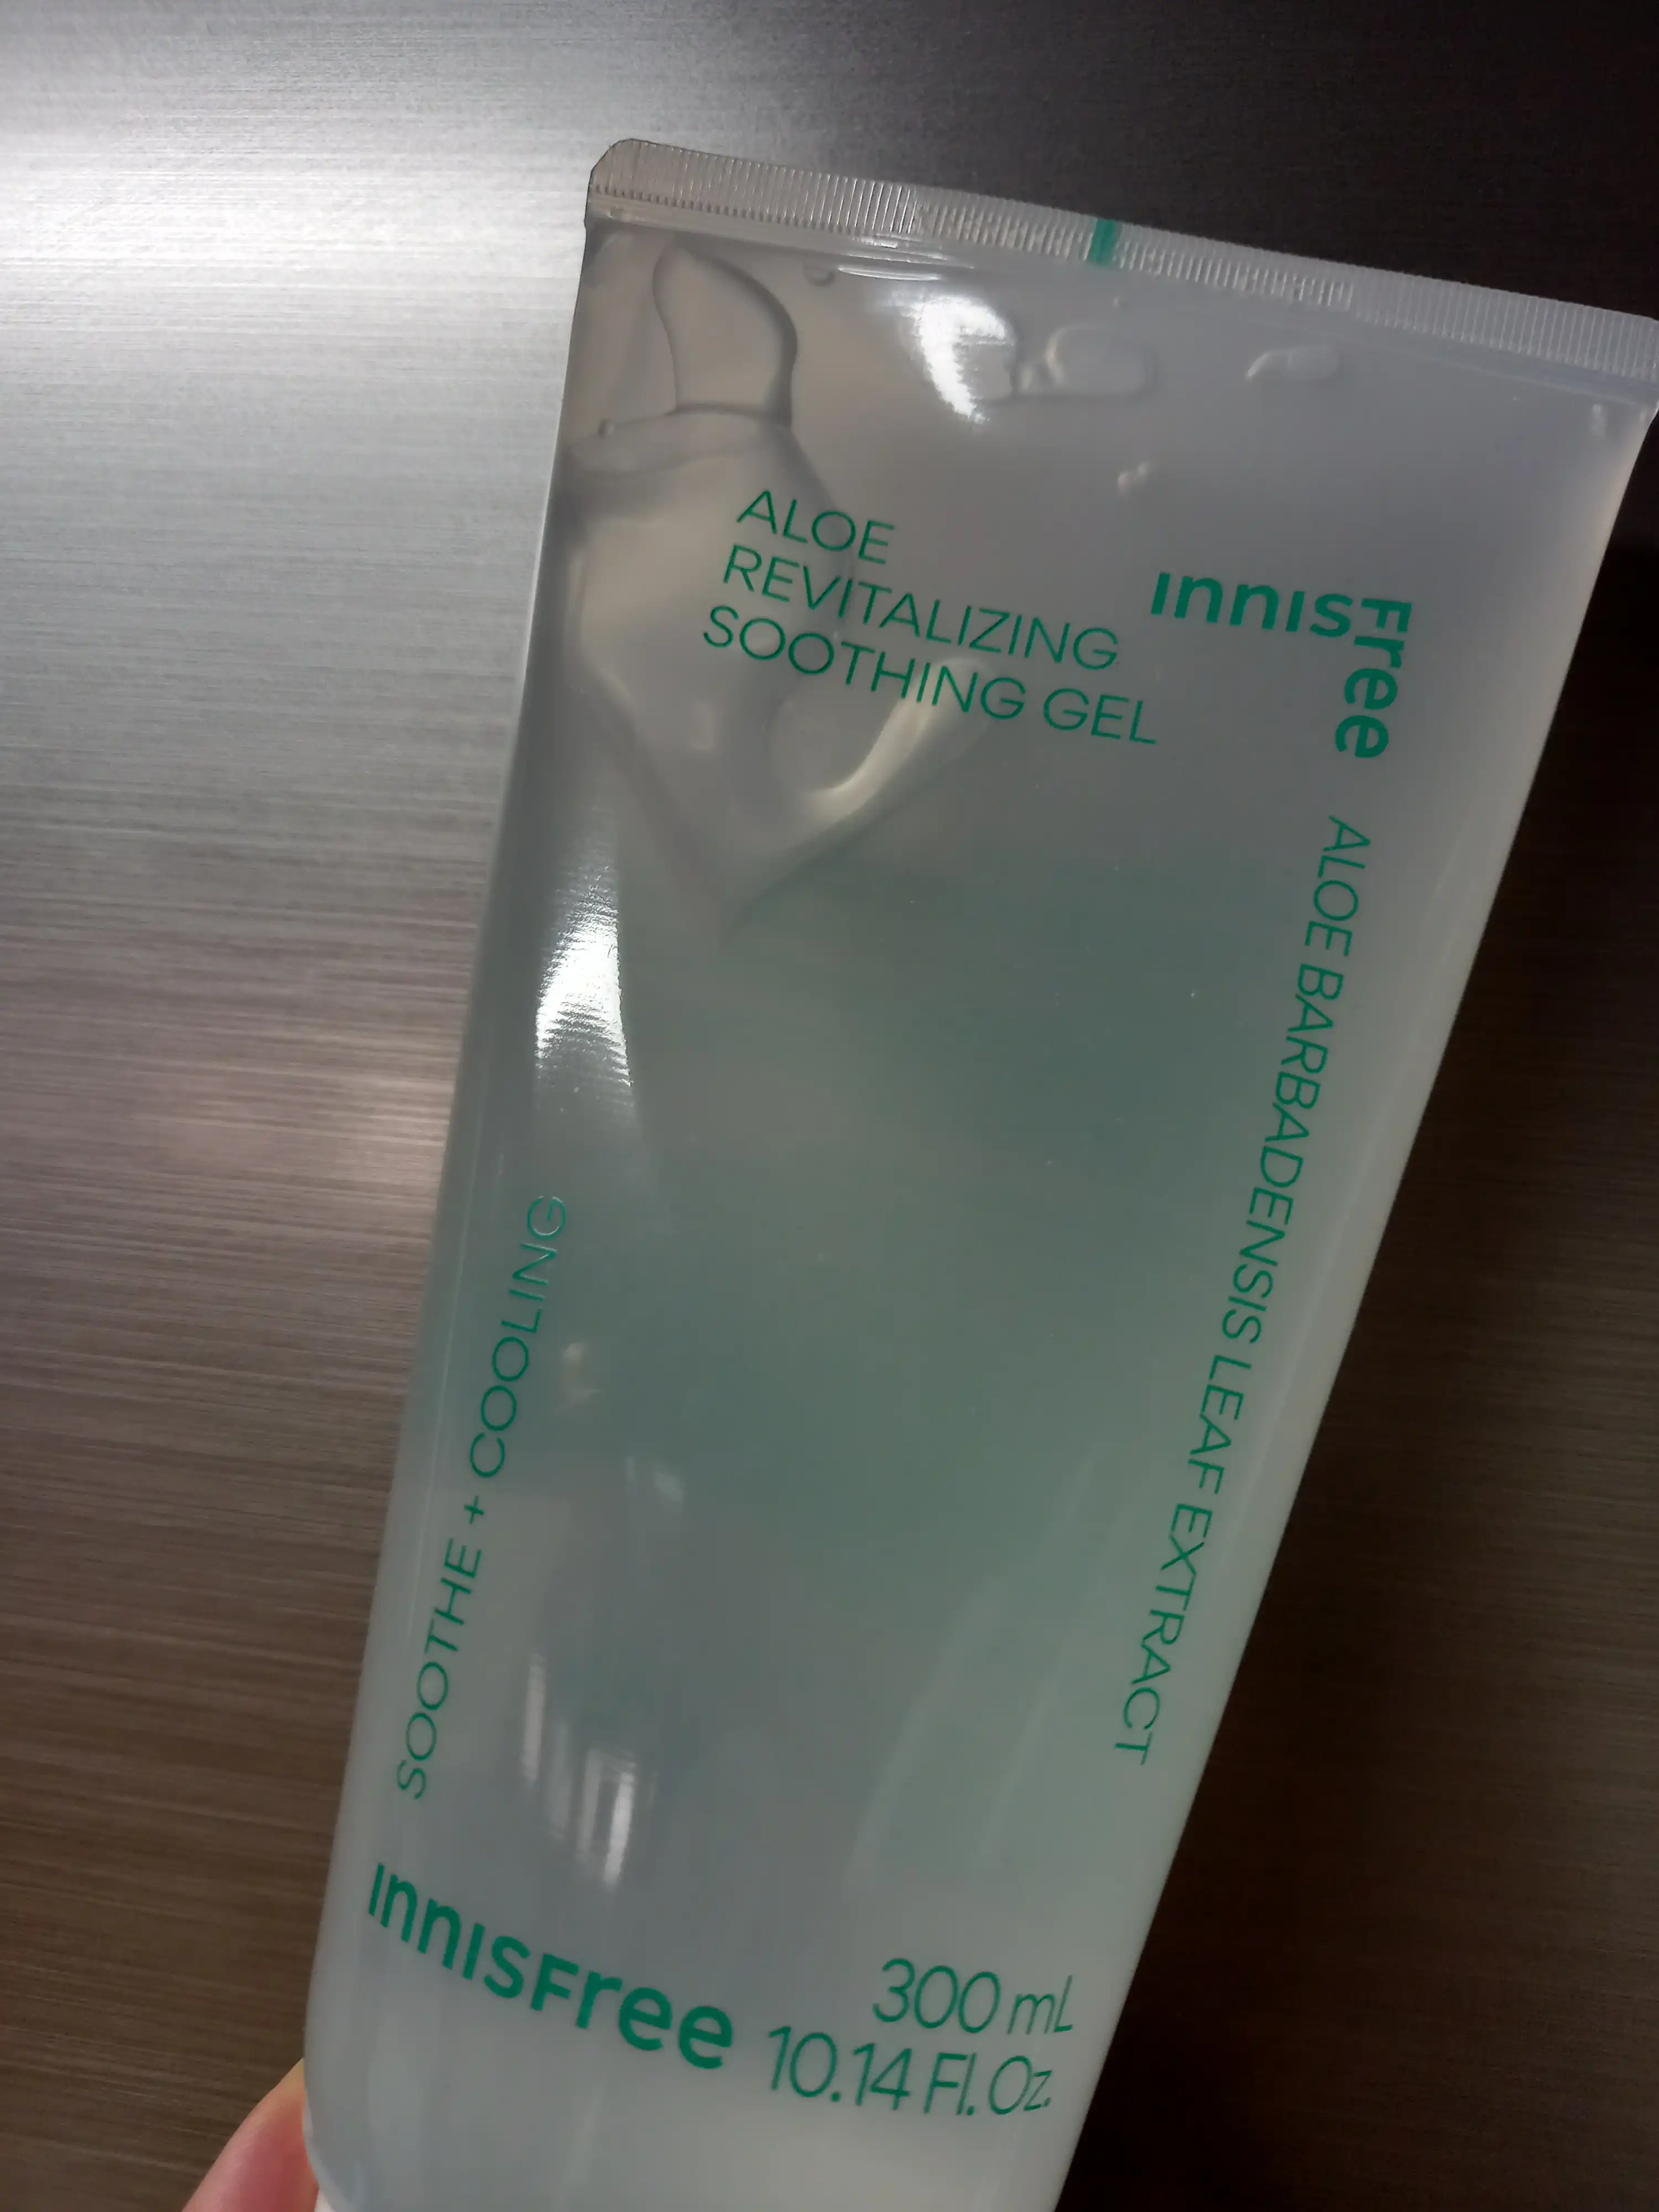 ALOE
REVITALIZING
SOOTHING GEL
INNISFree
ALOE BARBADENSIS LEAF EXTRACT
SOOTHE + COOLING
INNISFree
300 mL
10.14 Fl. Oz.